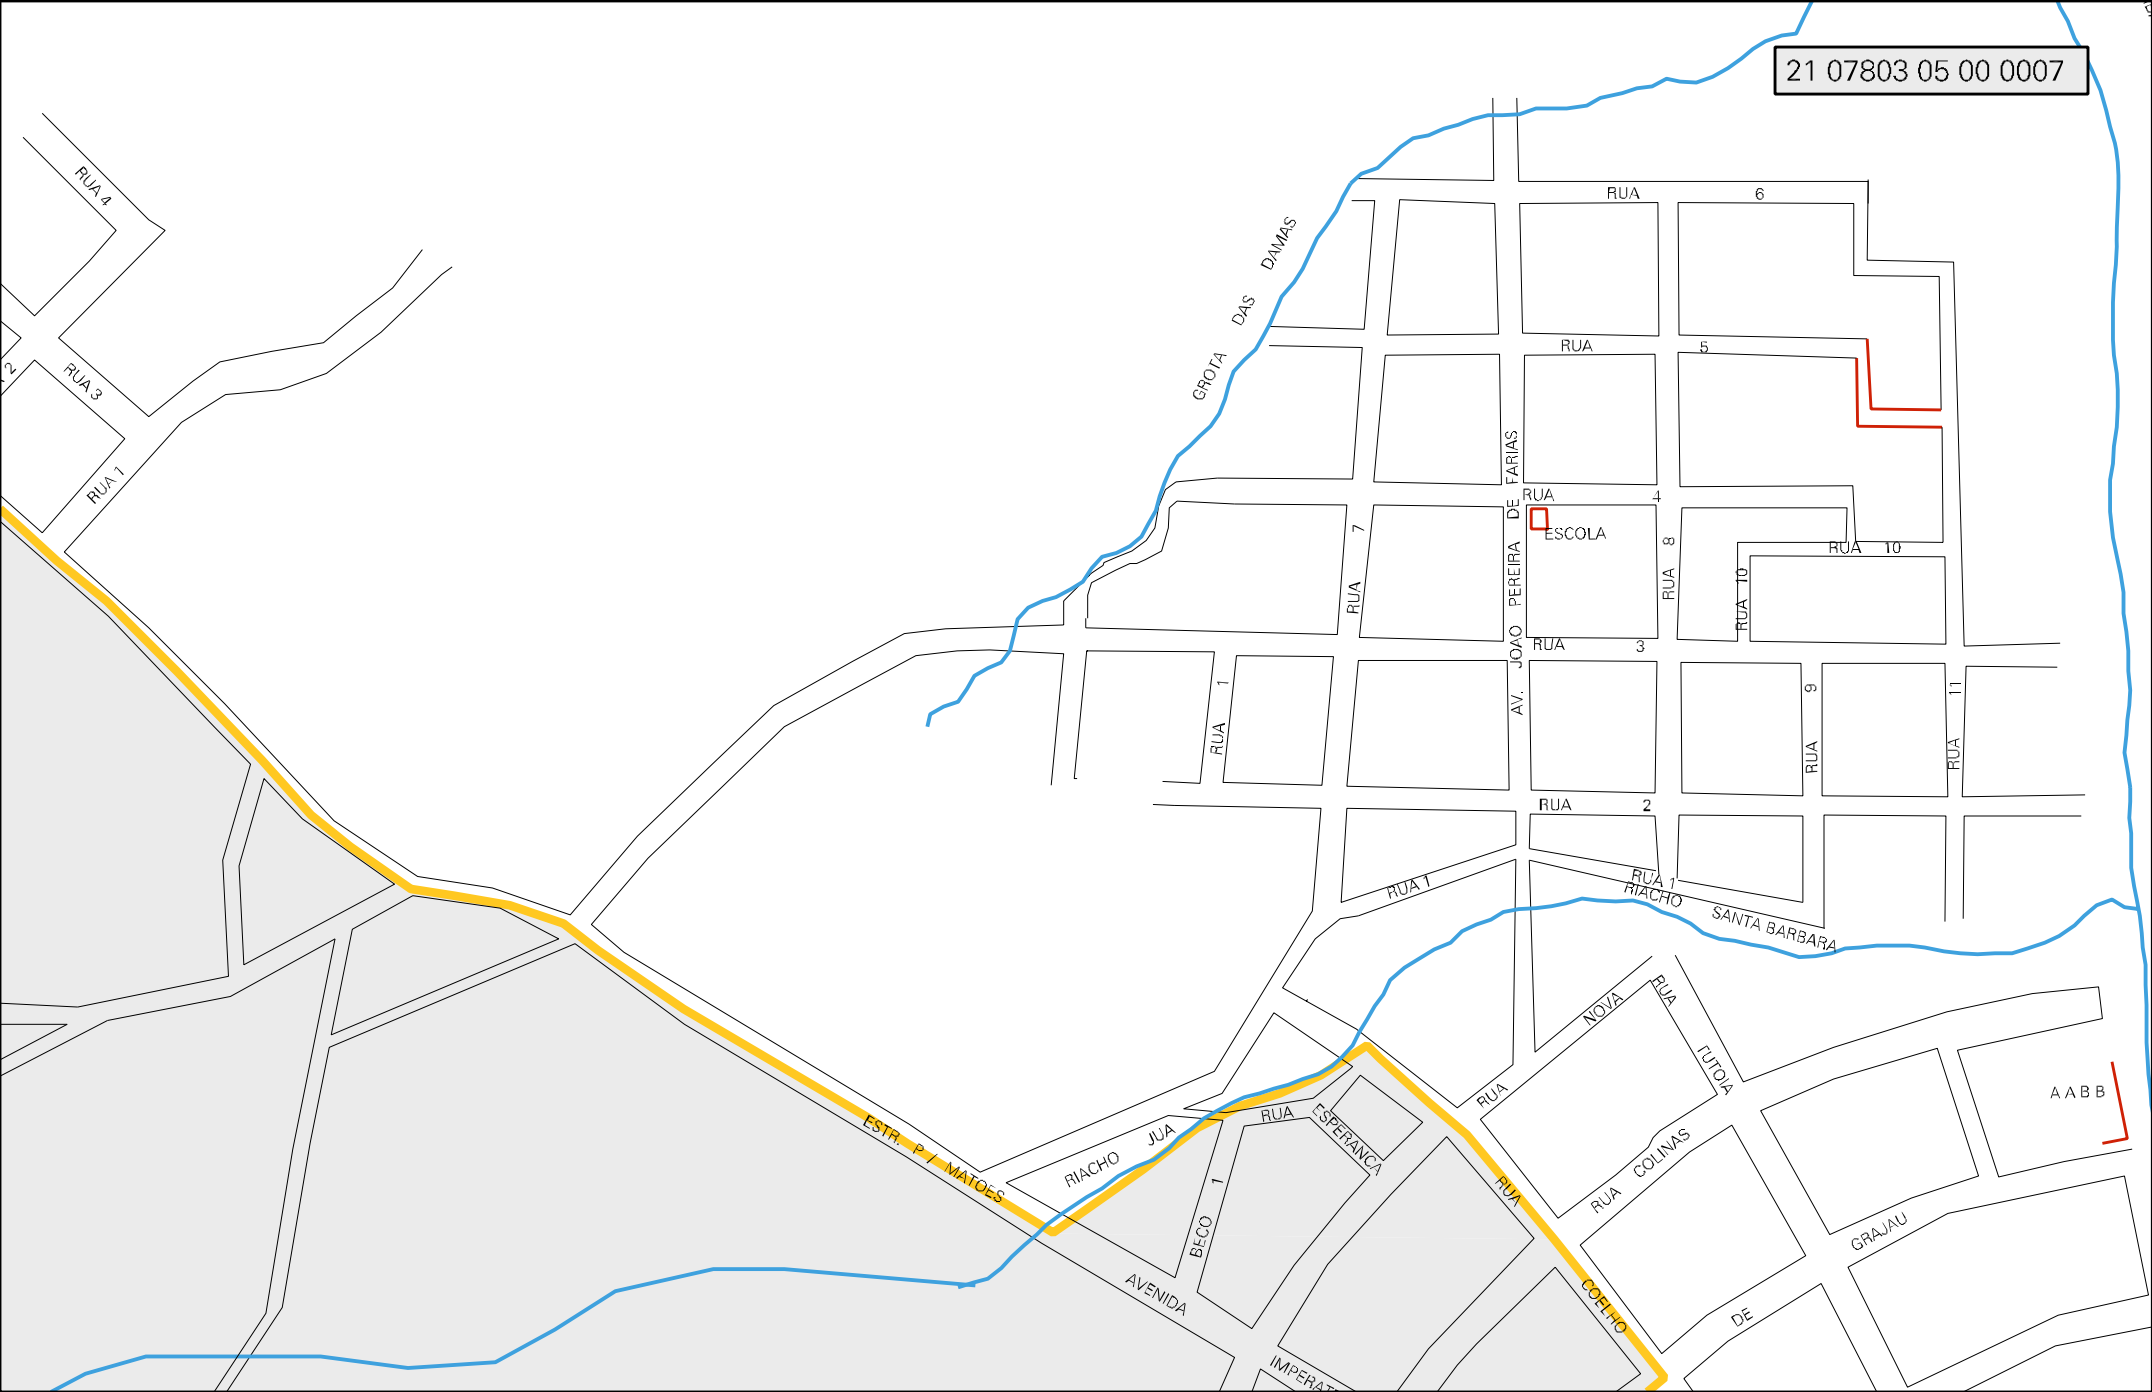 21 07803 05 00 0007
RUA 4
RUA 6
GROTA DAS DAMAS
RUA 5
2
RUA 3
RUA 1
RUA 4
ESCOLA
RUA 7
AV. JOAO PEREIRA DE FARIAS
RUA 8
RUA 10
RUA 10
RUA 3
RUA 1
RUA 9
RUA 11
RUA 2
RUA 1
RUA 1
RIACHO SANTA BARBARA
RUA NOVA
RUA TUTOIA
AABB
RUA ESPERANCA
RIACHO JUA
ESTR. P/ MATOES
RUA COLINAS
BECO 1
RUA COELHO
GRAJAU
DE
AVENIDA